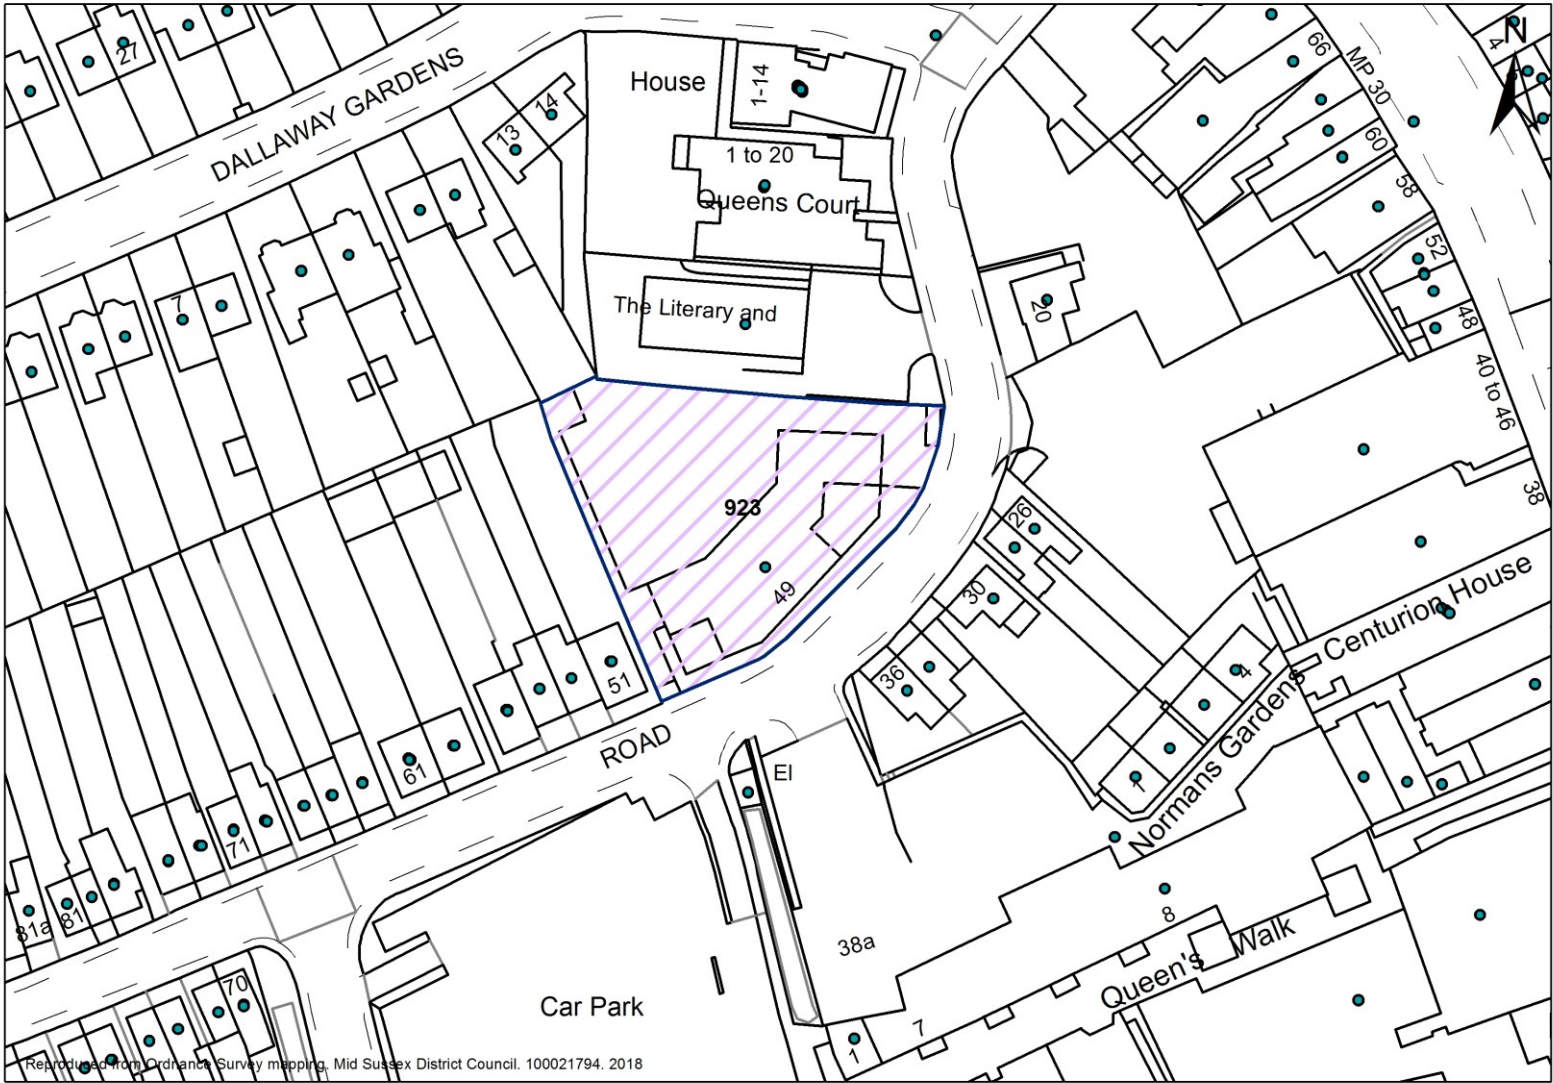 27
DALLAWAY GARDENS
13
14
House
1-14
1 to 20
Queens Court
The Literary and
7
20
66
MP 30
60
58
52
48
40 to 46
38
4
N
923
49
51
26
30
36
ROAD
61
71
81
81a
70
El
Car Park
38a
Centurion House
Normans Gardens
4
1
8
Queen's Walk
7
1
Reproduced from Ordnance Survey mapping. Mid Sussex District Council. 100021794. 2018